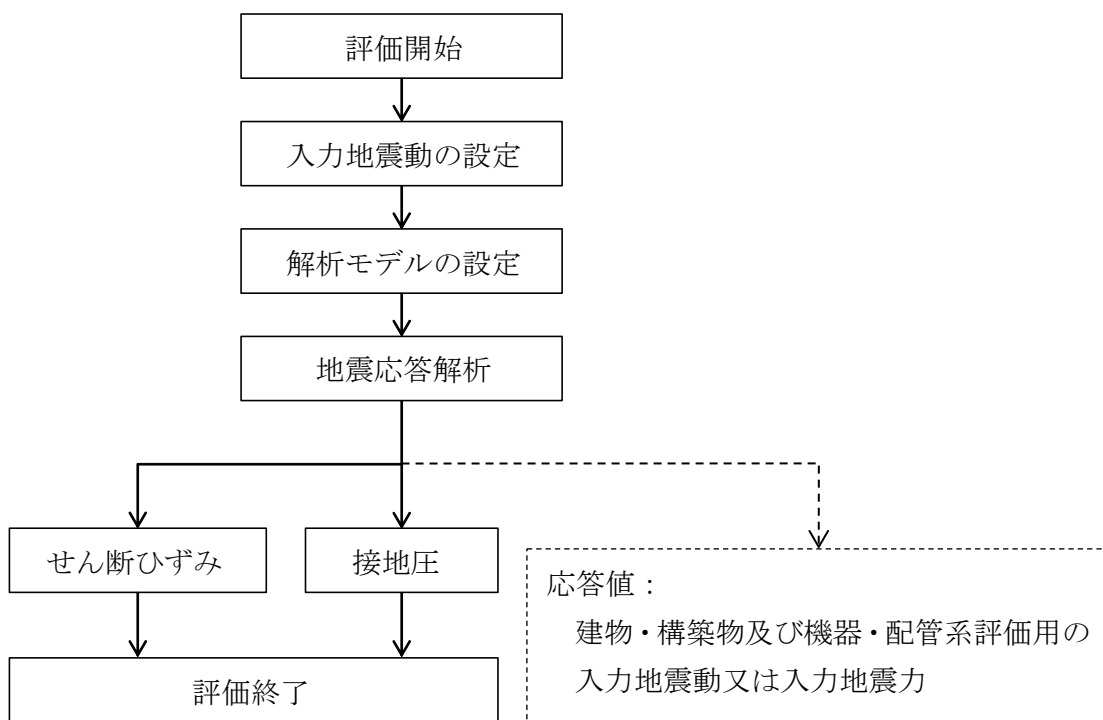 評価開始
入力地震動の設定
解析モデルの設定
地震応答解析
せん断ひずみ
接地圧
応答値：
建物・構築物及び機器・配管系評価用の
入力地震動又は入力地震力
評価終了